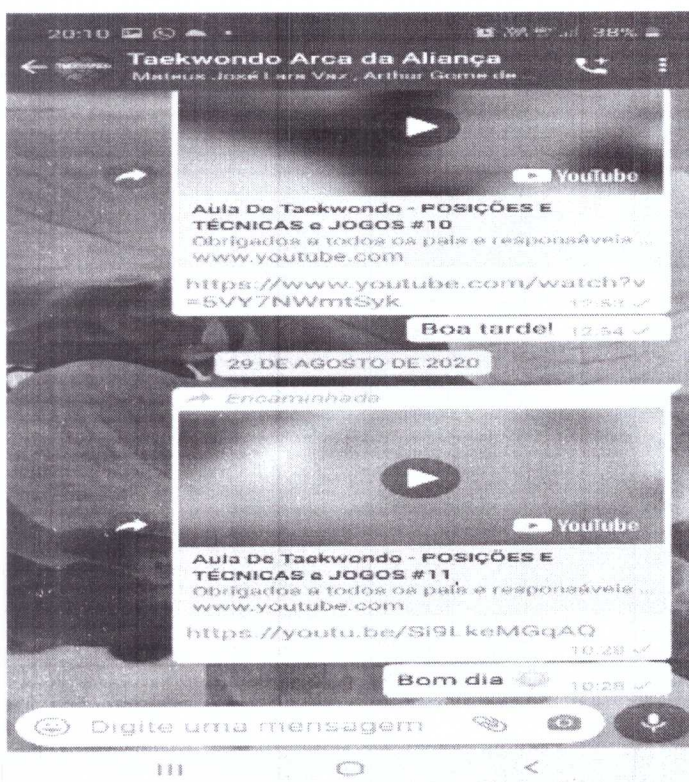 20:10 38%
Taekwondo Arca da Aliança
Mateus José Lara Vaz, Arthur Gome de ...
YouTube
Aula De Taekwondo - POSIÇÕES E
TÉCNICAS e JOGOS #10
Obrigados a todos os pais e responsáveis ...
www.youtube.com
https://www.youtube.com/watch?v
=5VY7NWmtSyk 12:53
Boa tarde! 12:54
29 DE AGOSTO DE 2020
Encaminhada
YouTube
Aula De Taekwondo - POSIÇÕES E
TÉCNICAS e JOGOS #11
Obrigados a todos os pais e responsáveis ...
www.youtube.com
https://youtu.be/Si9LkeMGqAQ
10:28
Bom dia 10:28
Digite uma mensagem